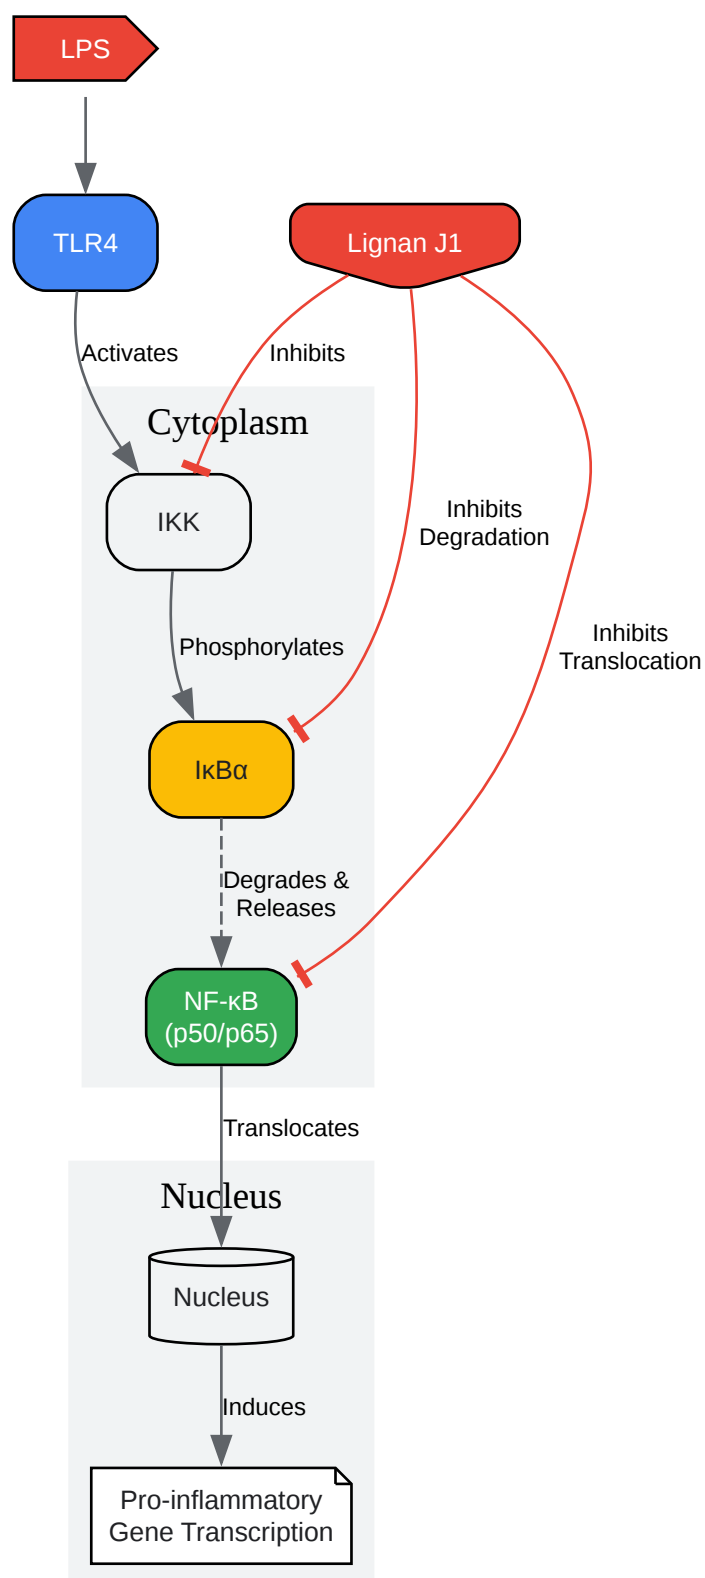 LPS
TLR4
Lignan J1
Activates
Inhibits
Cytoplasm
IKK
Inhibits
Degradation
Inhibits
Translocation
Phosphorylates
IκBα
Degrades &
Releases
NF-κB
(p50/p65)
Translocates
Nucleus
Nucleus
Induces
Pro-inflammatory
Gene Transcription